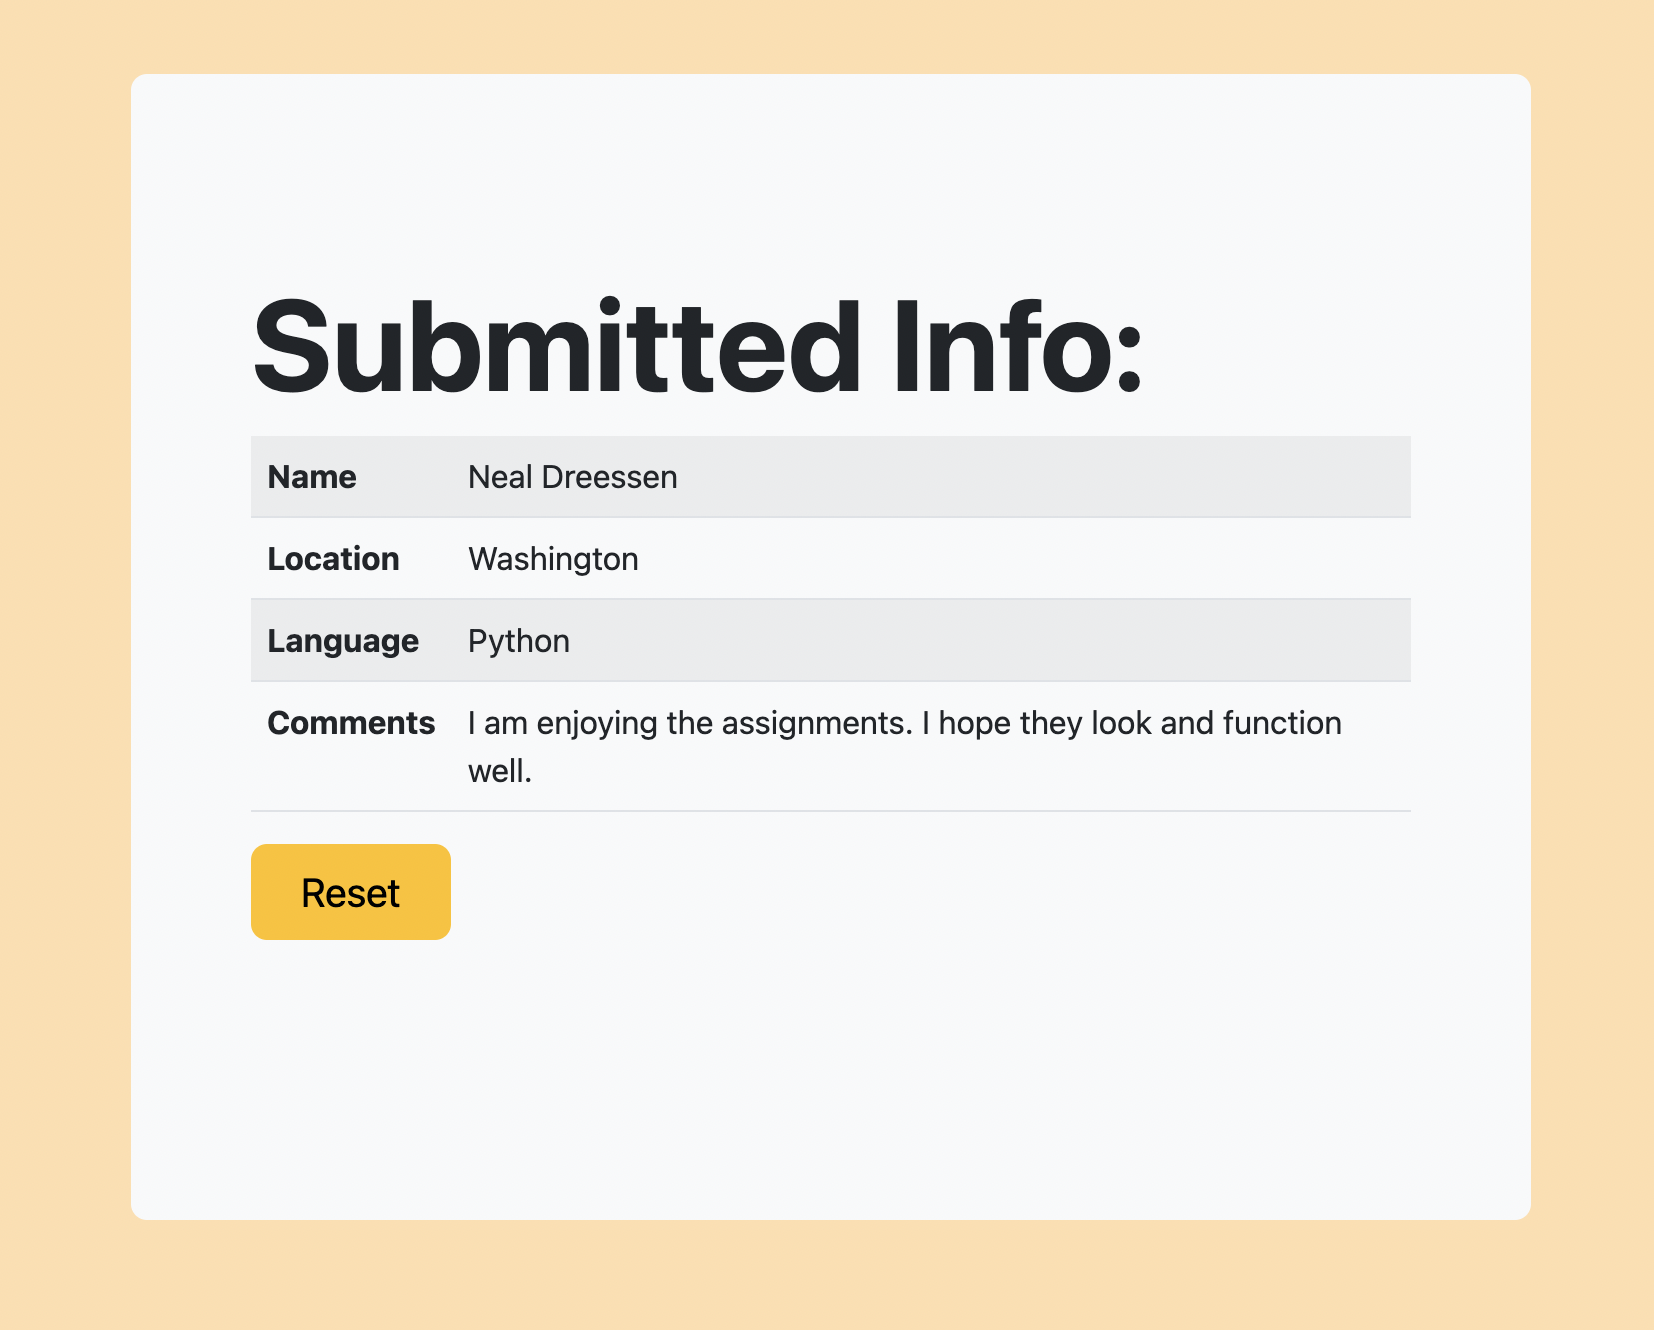 Submitted Info:
Name Neal Dreessen
Location Washington
Language Python
Comments I am enjoying the assignments. I hope they look and function
well.
Reset